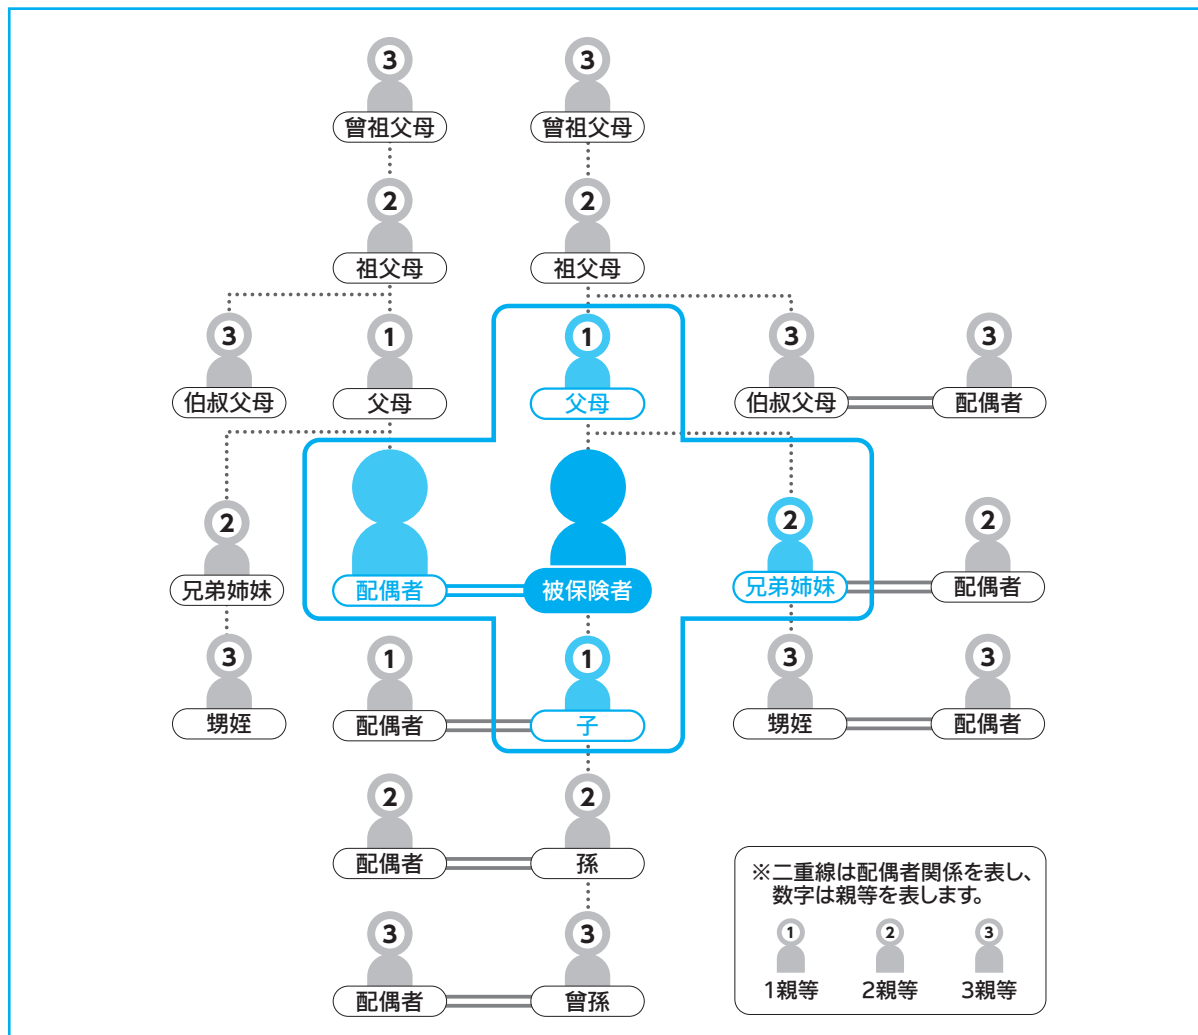 3 3
曾祖父母 曾祖父母
2 2
祖父母 祖父母
3 1 1 3 3
伯叔父母 父母 父母 伯叔父母 配偶者
2 2 2
兄弟姉妹 配偶者 被保険者 兄弟姉妹 配偶者
3 1 1 3 3
甥姪 配偶者 子 甥姪 配偶者
2 2
配偶者 孫
3 3
配偶者 曾孫
※二重線は配偶者関係を表し、
数字は親等を表します。
1 2 3
1親等 2親等 3親等